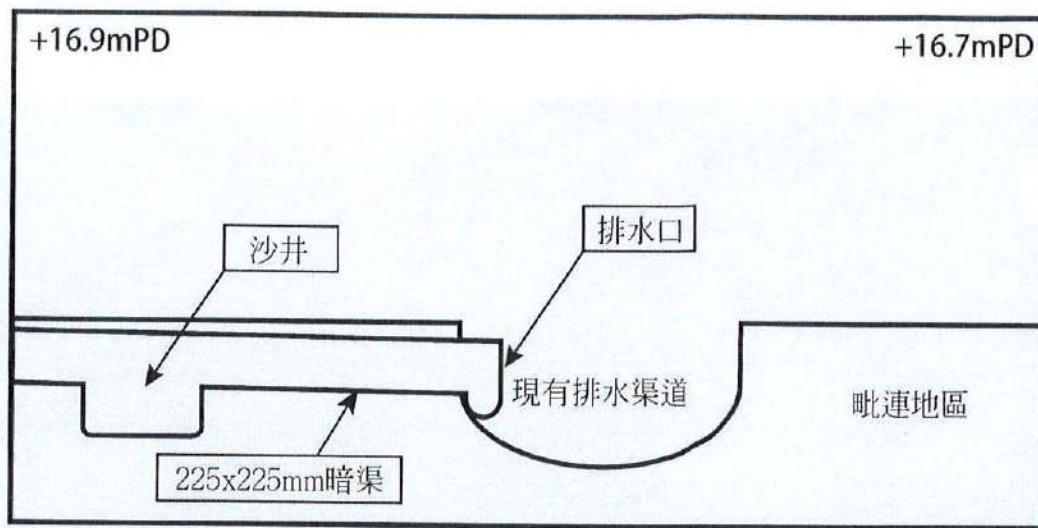 +16.9mPD
+16.7mPD
沙井
排水口
現有排水渠道
毗連地區
225x225mm暗渠